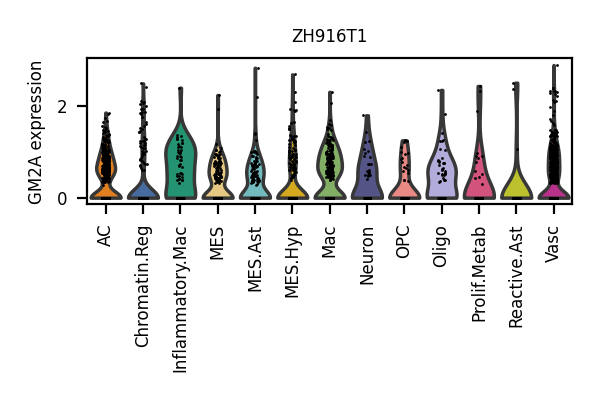 ZH916T1
GM2A expression
2
0
AC
Chromatin.Reg
Inflammatory.Mac
MES
MES.Ast
MES.Hyp
Mac
Neuron
OPC
Oligo
Prolif.Metab
Reactive.Ast
Vasc